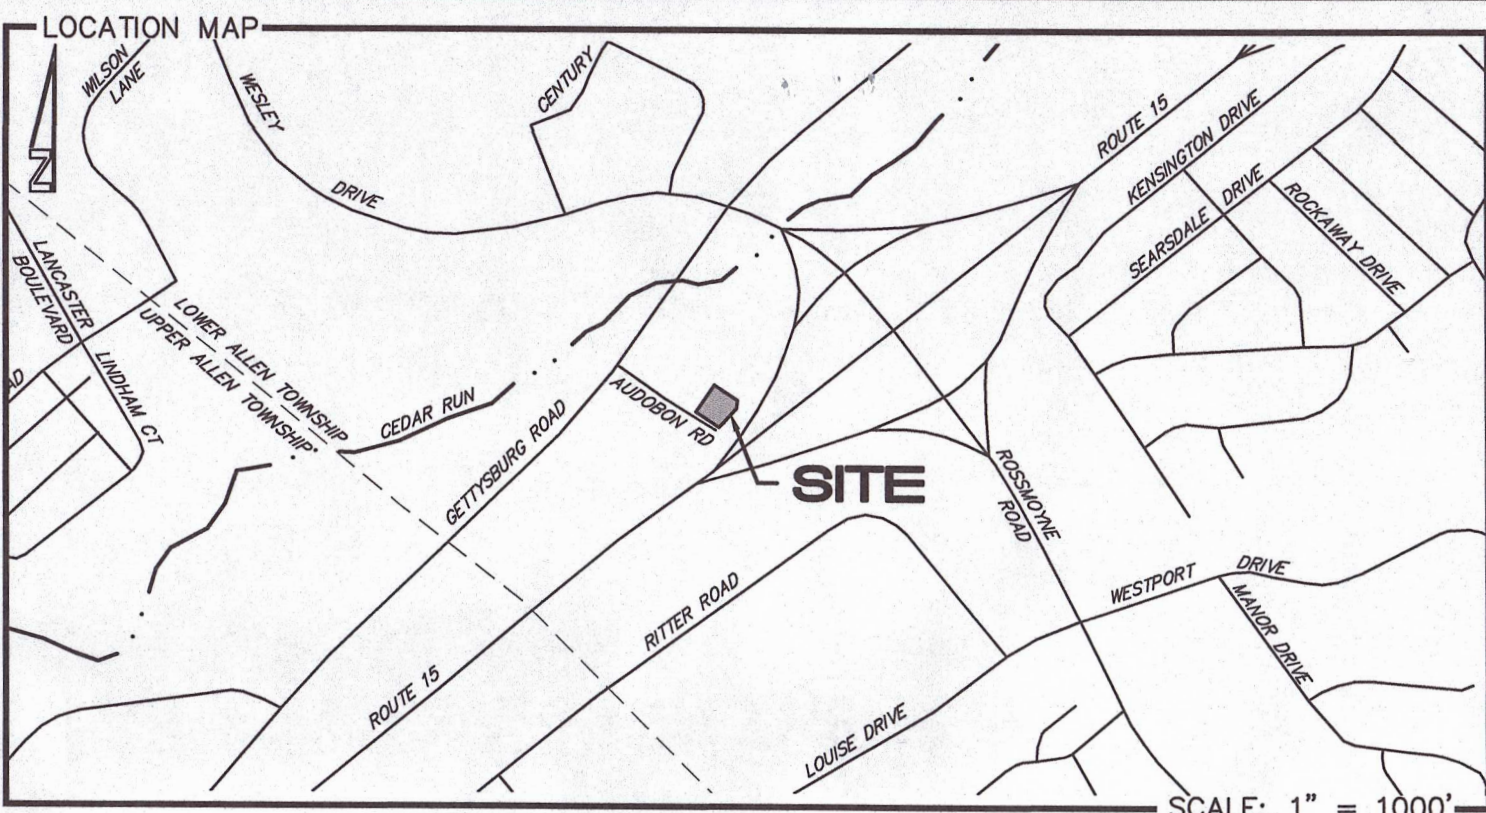 LOCATION MAP
WILSON
LANE
WESLEY
DRIVE
CENTURY
N
ROUTE 15
KENSINGTON DRIVE
SEARSDALE DRIVE
ROCKAWAY DRIVE
LANCASTER
BOULEVARD
LINDHAM CT
LOWER ALLEN TOWNSHIP
UPPER ALLEN TOWNSHIP
AD
CEDAR RUN
GETTYSBURG ROAD
AUDOBON RD
SITE
ROSSMOYNE
ROAD
RITTER ROAD
WESTPORT DRIVE
MANOR DRIVE
ROUTE 15
LOUISE DRIVE
SCALE: 1" = 1000'